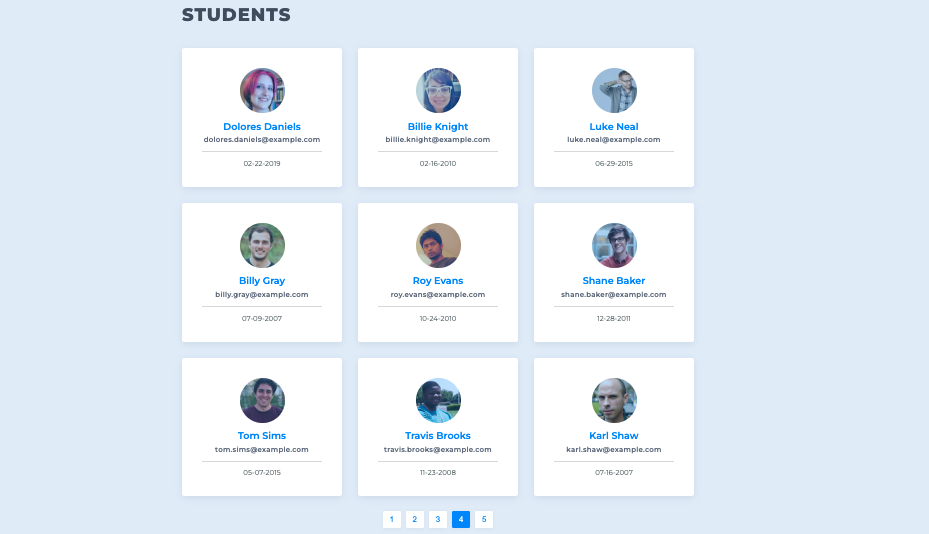 STUDENTS
Dolores Daniels
dolores.daniels@example.com
02-22-2019
Billie Knight
billie.knight@example.com
02-16-2010
Luke Neal
luke.neal@example.com
06-29-2015
Billy Gray
billy.gray@example.com
07-09-2007
Roy Evans
roy.evans@example.com
10-24-2010
Shane Baker
shane.baker@example.com
12-28-2011
Tom Sims
tom.sims@example.com
05-07-2015
Travis Brooks
travis.brooks@example.com
11-23-2008
Karl Shaw
karl.shaw@example.com
07-16-2007
1 2 3 4 5